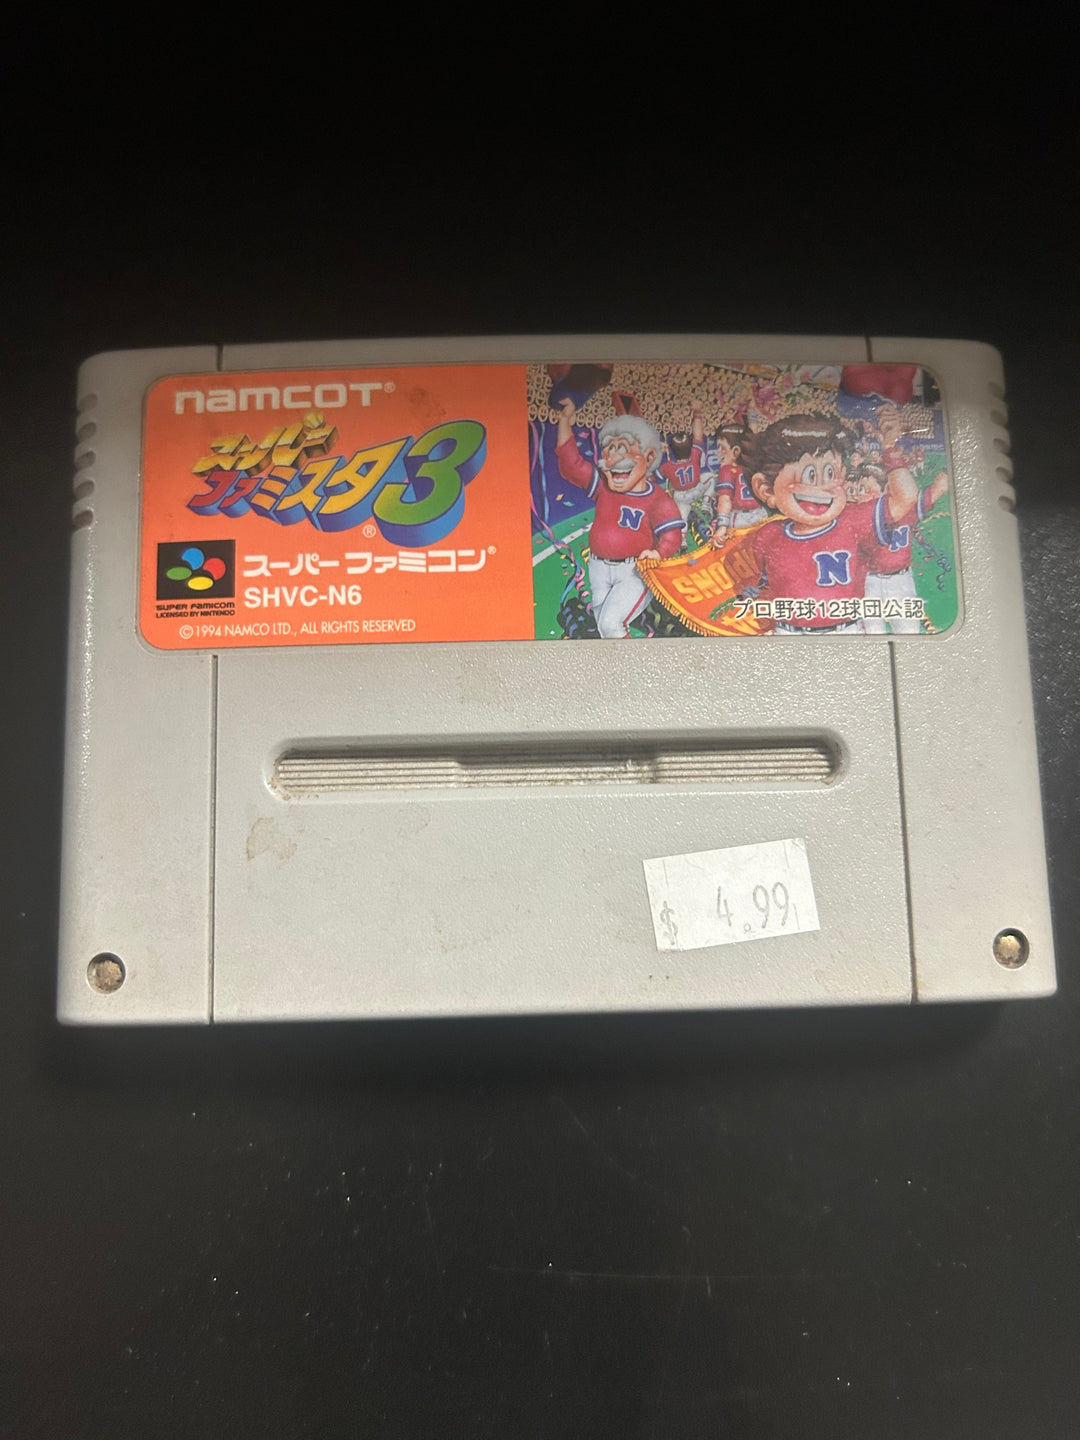 namcot®
スーパー
ファミスタ3®
スーパーファミコン®
SUPER FAMICOM
LICENSED BY NINTENDO
SHVC-N6
©1994 NAMCO LTD., ALL RIGHTS RESERVED
11
N
N
N
プロ野球12球団公認
$ 4.99